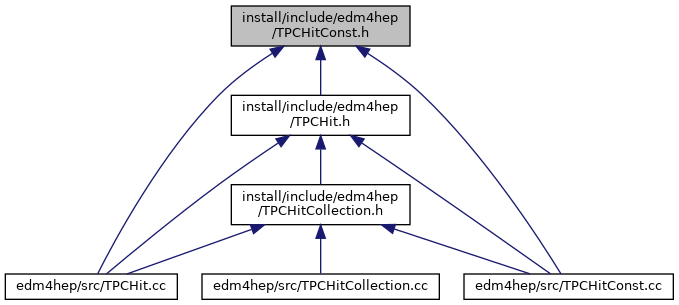 install/include/edm4hep
/TPCHitConst.h
install/include/edm4hep
/TPCHit.h
install/include/edm4hep
/TPCHitCollection.h
edm4hep/src/TPCHit.cc
edm4hep/src/TPCHitCollection.cc
edm4hep/src/TPCHitConst.cc